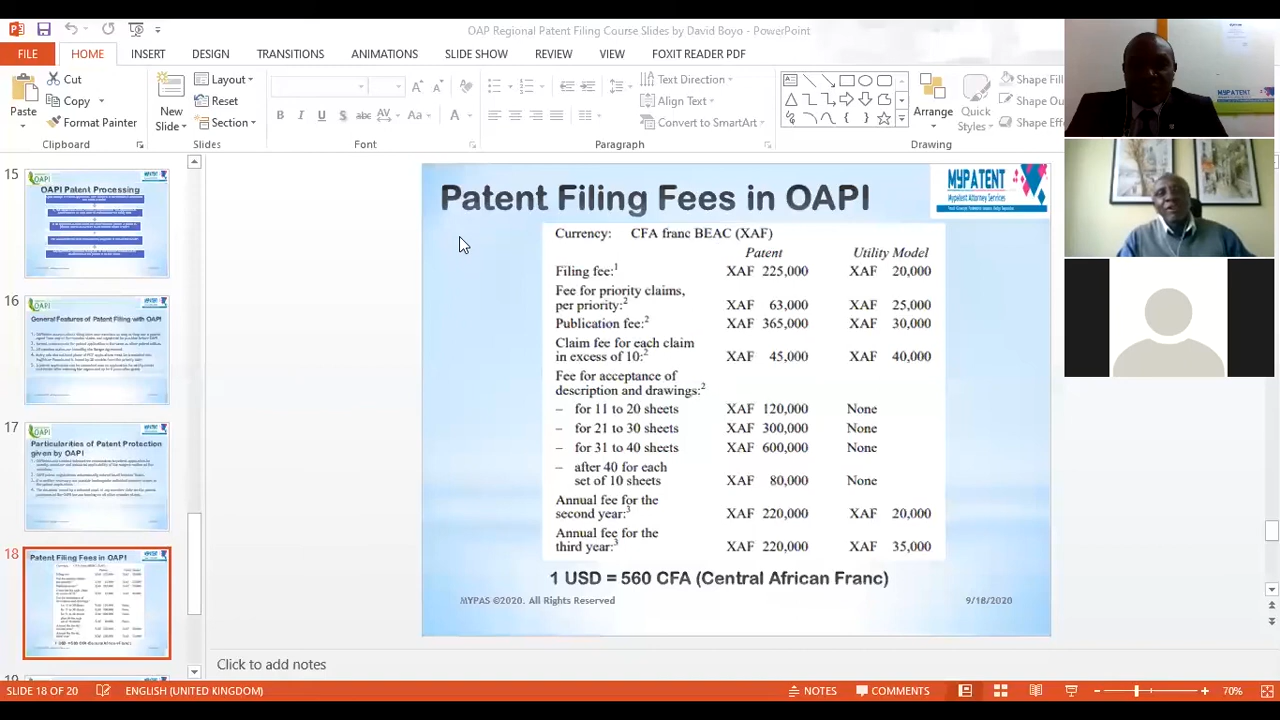 OAP Regional Patent Filing Course Slides by David Boyo - PowerPoint
FILE HOME INSERT DESIGN TRANSITIONS ANIMATIONS SLIDE SHOW REVIEW VIEW FOXIT READER PDF
Paste
Cut
Copy
Format Painter
Clipboard
New
Slide
Layout
Reset
Section
Slides
Font
Text Direction
Align Text
Convert to SmartArt
Paragraph
Arrange
Quick
Styles
Shape Fill
Shape Ou
Shape Effe
Drawing
15
OAPI Patent Processing
16
General Features of Patent Filing with OAPI
17
Particularities of Patent Protection
given by OAPI
18
Patent Filing Fees in OAPI
Patent Filing Fees in OAPI
MYPATENT
Mypatent Attorney Services
Currency: CFA franc BEAC (XAF)
Patent Utility Model
Filing fee:1 XAF 225,000 XAF 20,000
Fee for priority claims,
per priority:2 XAF 63,000 XAF 25,000
Publication fee:2 XAF 365,000 XAF 30,000
Claim fee for each claim
in excess of 10:2 XAF 45,000 XAF 40,000
Fee for acceptance of
description and drawings:2
– for 11 to 20 sheets XAF 120,000 None
– for 21 to 30 sheets XAF 300,000 None
– for 31 to 40 sheets XAF 6000,000 None
– after 40 for each
set of 10 sheets XAF 80,000 None
Annual fee for the
second year:3 XAF 220,000 XAF 20,000
Annual fee for the
third year:3 XAF 220,000 XAF 35,000
1 USD = 560 CFA (Central African Franc)
All Rights Reserved
9/18/2020
Click to add notes
SLIDE 18 OF 20 ENGLISH (UNITED KINGDOM) NOTES COMMENTS 70%